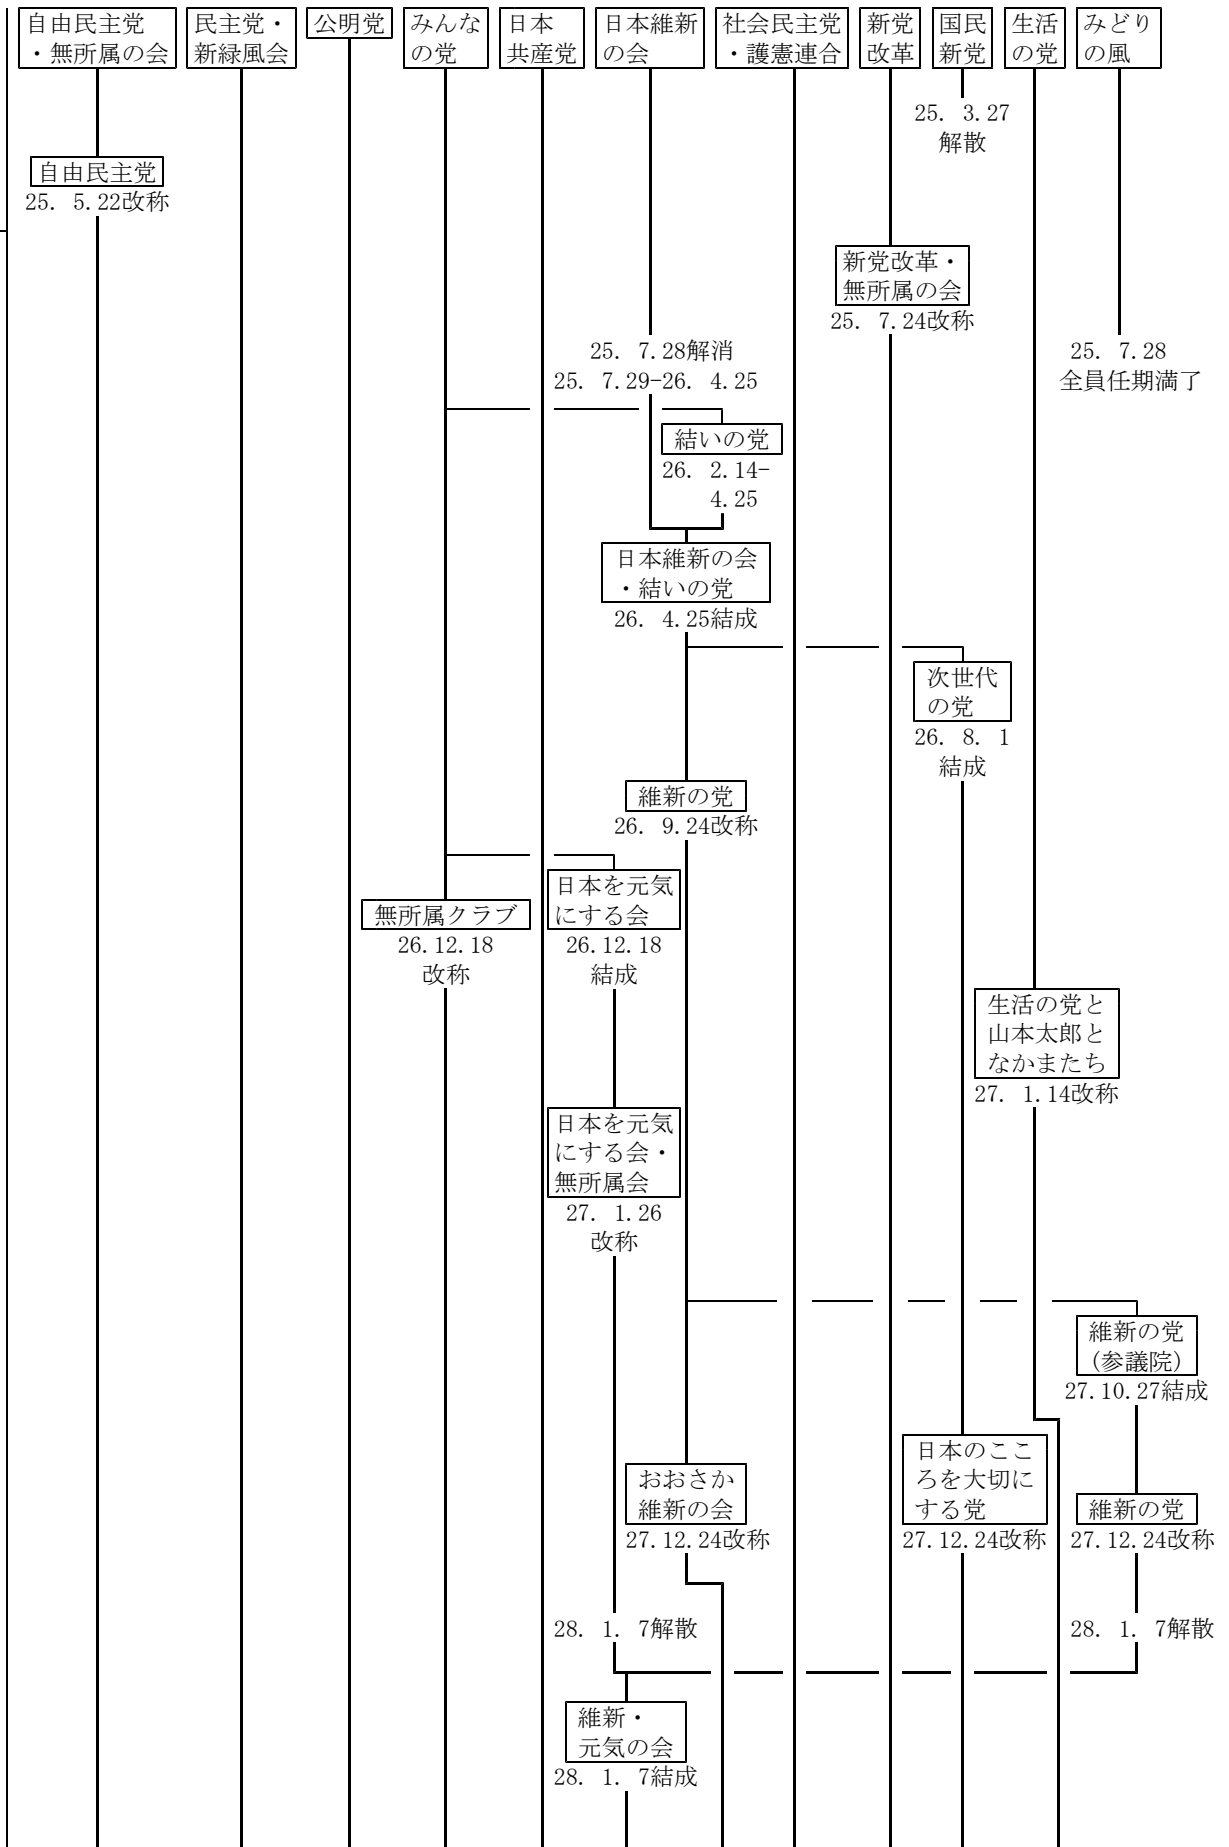 自由民主党
・無所属の会
民主党・
新緑風会
公明党
みんな
の党
日本
共産党
日本維新
の会
社会民主党
・護憲連合
新党
改革
国民
新党
生活
の党
みどり
の風
25. 3.27
解散
自由民主党
25. 5.22改称
新党改革・
無所属の会
25. 7.24改称
25. 7.28解消
25. 7.29-26. 4.25
25. 7.28
全員任期満了
結いの党
26. 2.14-
4.25
日本維新の会
・結いの党
26. 4.25結成
次世代
の党
26. 8. 1
結成
維新の党
26. 9.24改称
無所属クラブ
26.12.18
改称
日本を元気
にする会
26.12.18
結成
生活の党と
山本太郎と
なかまたち
27. 1.14改称
日本を元気
にする会・
無所属会
27. 1.26
改称
維新の党
(参議院)
27.10.27結成
おおさか
維新の会
27.12.24改称
日本のここ
ろを大切に
する党
27.12.24改称
維新の党
27.12.24改称
28. 1. 7解散
28. 1. 7解散
維新・
元気の会
28. 1. 7結成